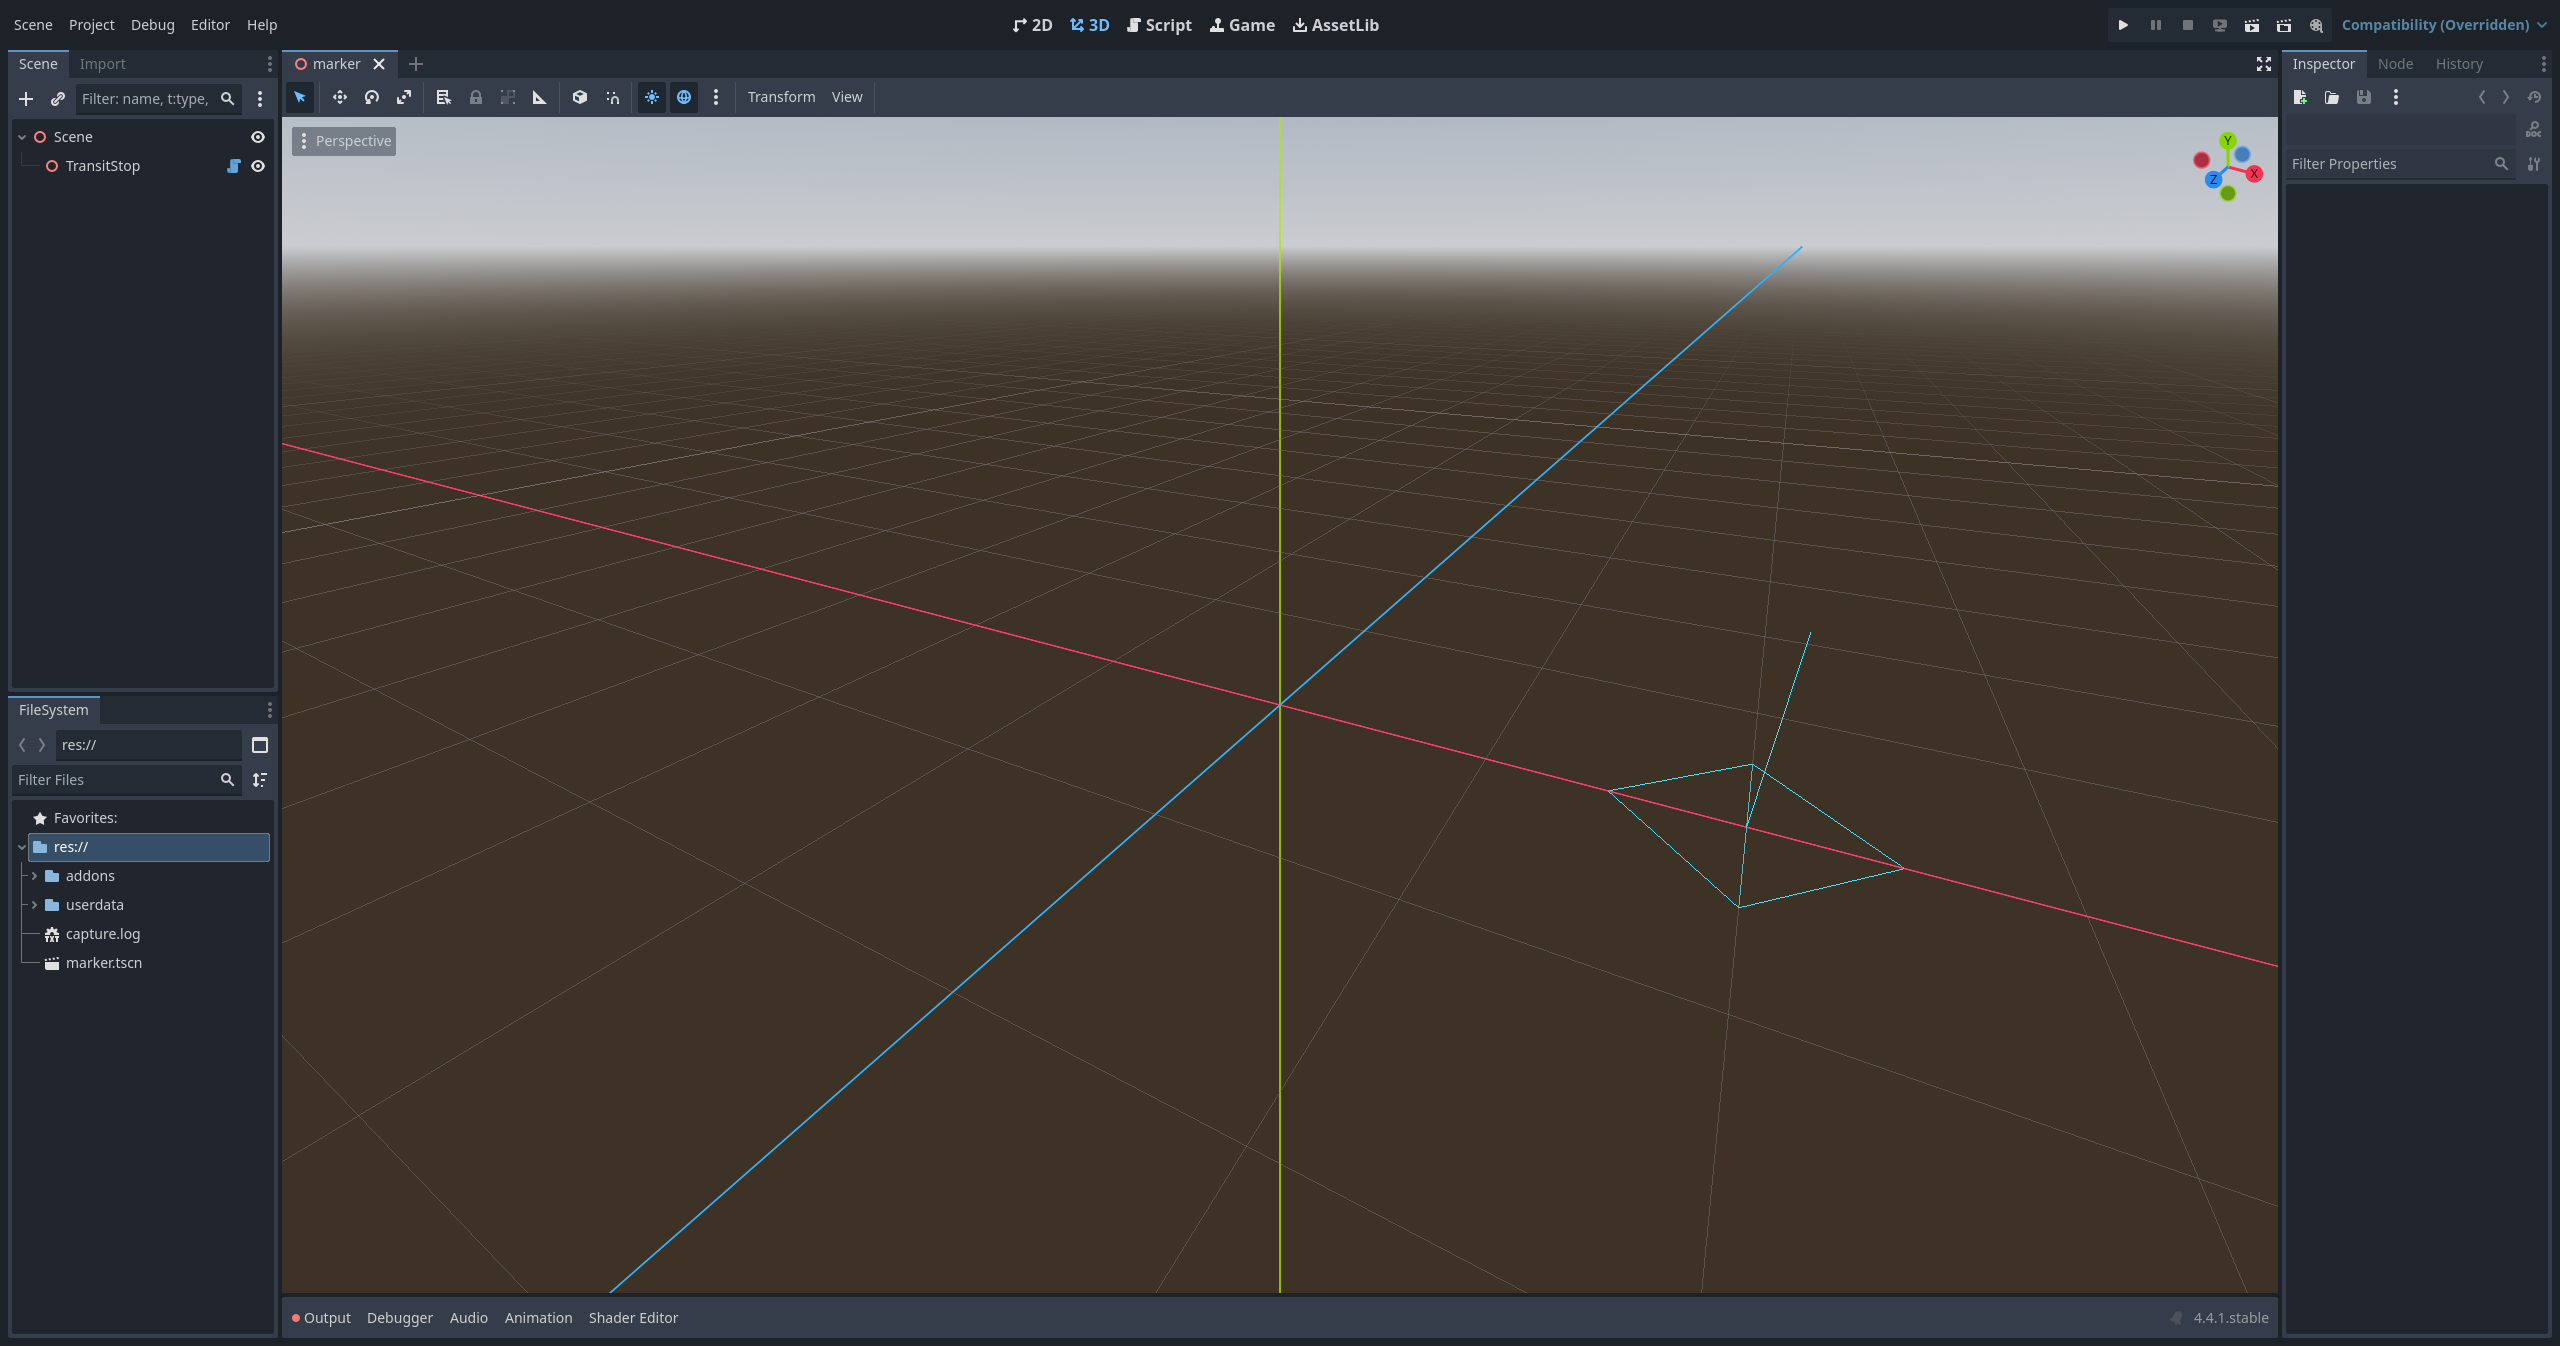 Scene Project Debug Editor Help
2D 3D Script Game AssetLib
Compatibility (Overridden)
Scene Import
Filter: name, t:type,
Scene
TransitStop
marker
Transform View
Perspective
Y
X
Z
FileSystem
res://
Filter Files
Favorites:
res://
addons
userdata
TXT
capture.log
marker.tscn
Output Debugger Audio Animation Shader Editor
4.4.1.stable
Inspector Node History
DOC
Filter Properties